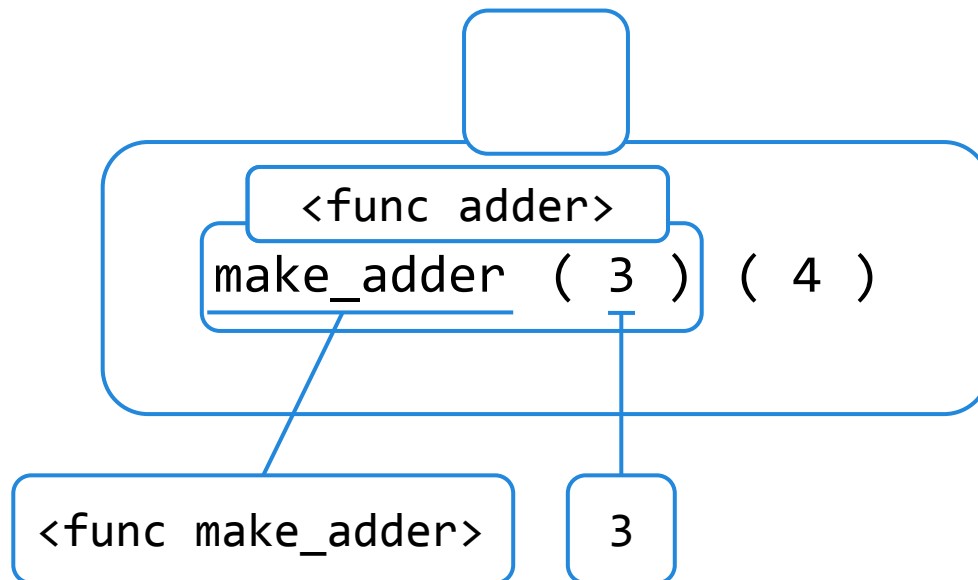 <func adder>
make_adder ( 3 ) ( 4 )
<func make_adder> 3